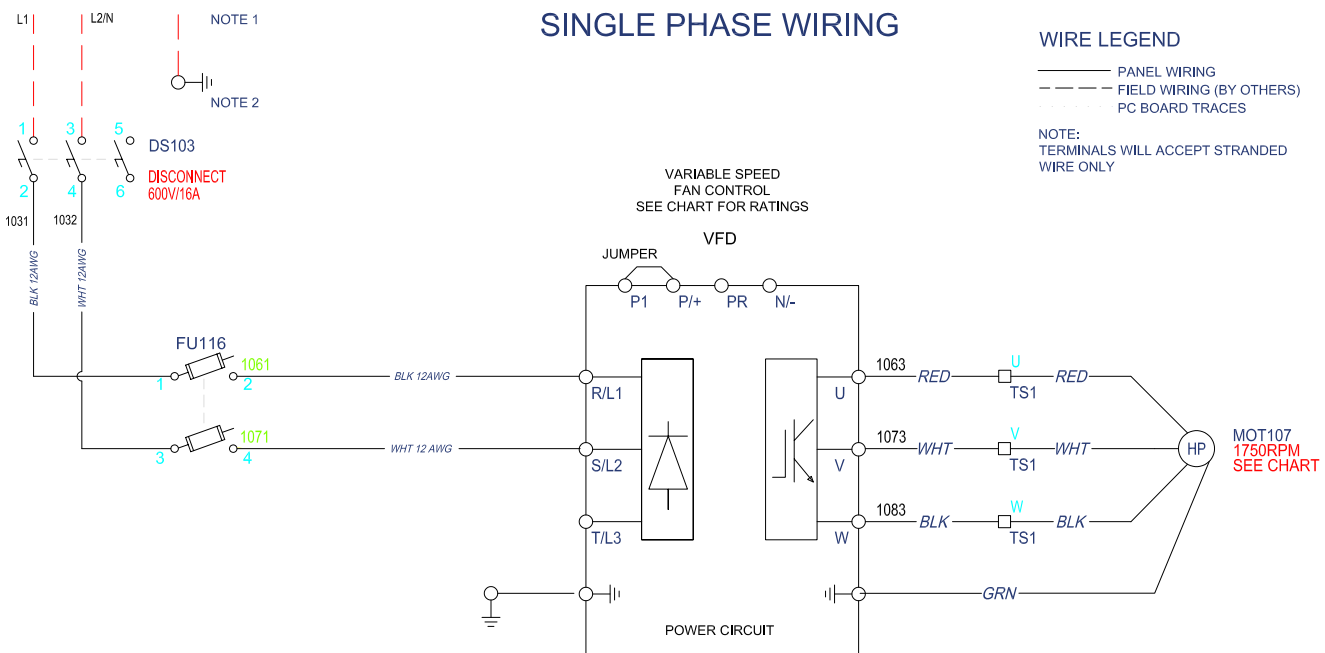 SINGLE PHASE WIRING
L1
L2/N
NOTE 1
NOTE 2
WIRE LEGEND
PANEL WIRING
FIELD WIRING (BY OTHERS)
PC BOARD TRACES
NOTE:
TERMINALS WILL ACCEPT STRANDED
WIRE ONLY
1
3
5
DS103
DISCONNECT
600V/16A
2
4
6
1031
1032
BLK 12AWG
WHT 12AWG
VARIABLE SPEED
FAN CONTROL
SEE CHART FOR RATINGS
VFD
JUMPER
P1
P/+
PR
N/-
FU116
1061
1
2
BLK 12AWG
R/L1
1071
3
4
WHT 12 AWG
S/L2
T/L3
U
1063
RED
U
TS1
RED
V
1073
WHT
V
TS1
WHT
W
1083
BLK
W
TS1
BLK
HP
MOT107
1750RPM
SEE CHART
GRN
POWER CIRCUIT